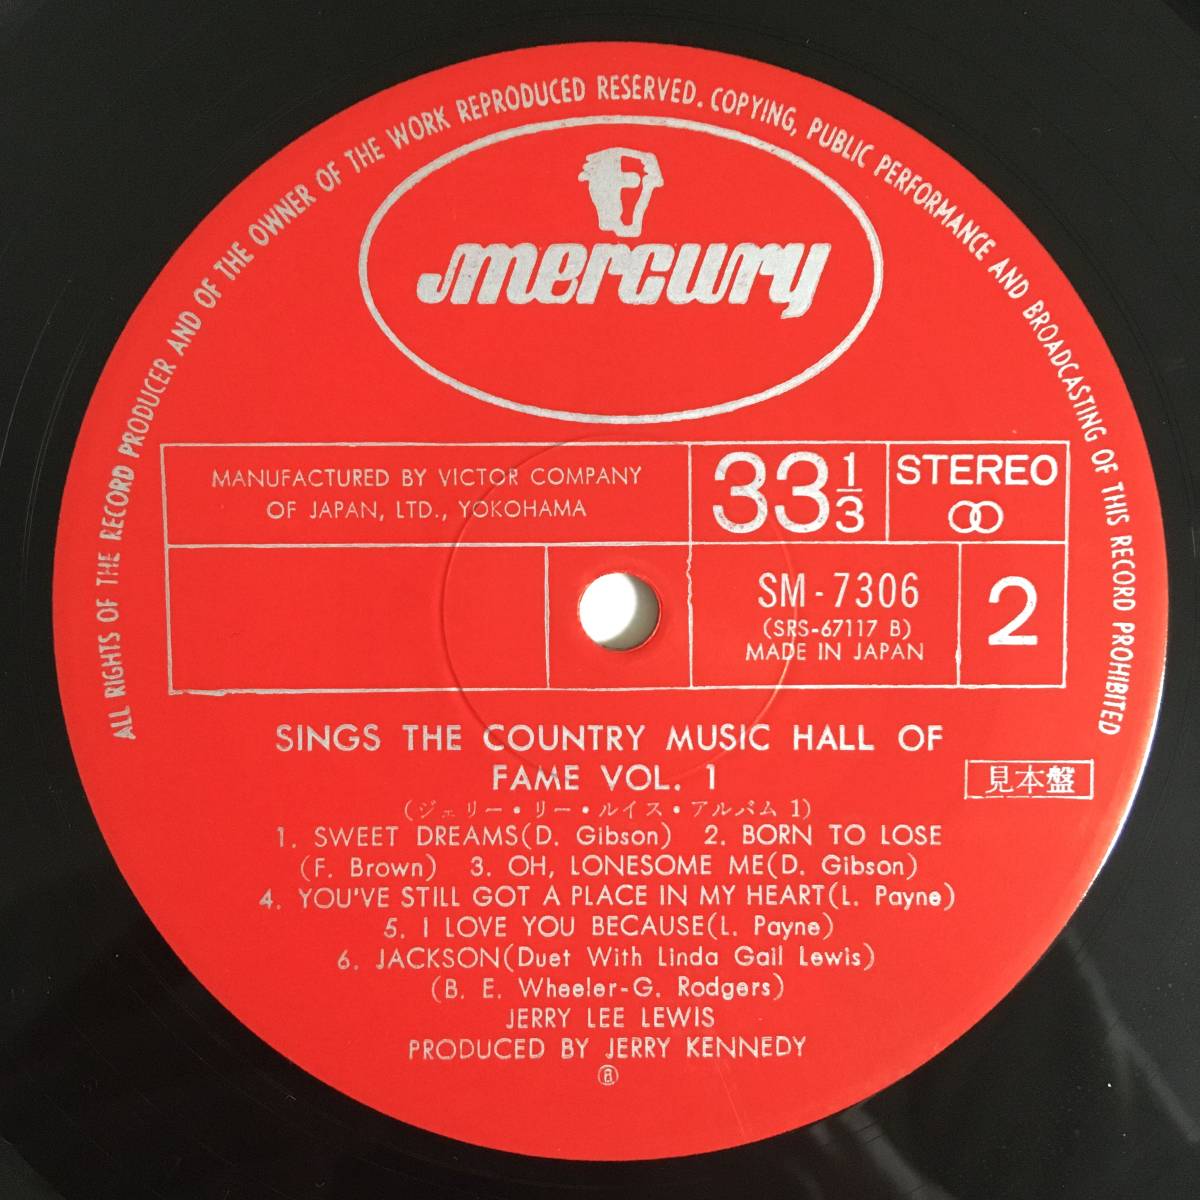 ALL RIGHTS OF THE RECORD PRODUCER AND OF THE OWNER OF THE WORK REPRODUCED RESERVED. COPYING, PUBLIC PERFORMANCE AND BROADCASTING OF THIS RECORD PROHIBITED
mercury
MANUFACTURED BY VICTOR COMPANY
OF JAPAN, LTD., YOKOHAMA
33 1/3
STEREO
SM-7306
(SRS-67117 B)
MADE IN JAPAN
2
SINGS THE COUNTRY MUSIC HALL OF
FAME VOL. 1
見本盤
(ジェリー・リー・ルイス・アルバム 1)
1. SWEET DREAMS(D. Gibson) 2. BORN TO LOSE
(F. Brown) 3. OH, LONESOME ME(D. Gibson)
4. YOU'VE STILL GOT A PLACE IN MY HEART(L. Payne)
5. I LOVE YOU BECAUSE(L. Payne)
6. JACKSON(Duet With Linda Gail Lewis)
(B. E. Wheeler-G. Rodgers)
JERRY LEE LEWIS
PRODUCED BY JERRY KENNEDY